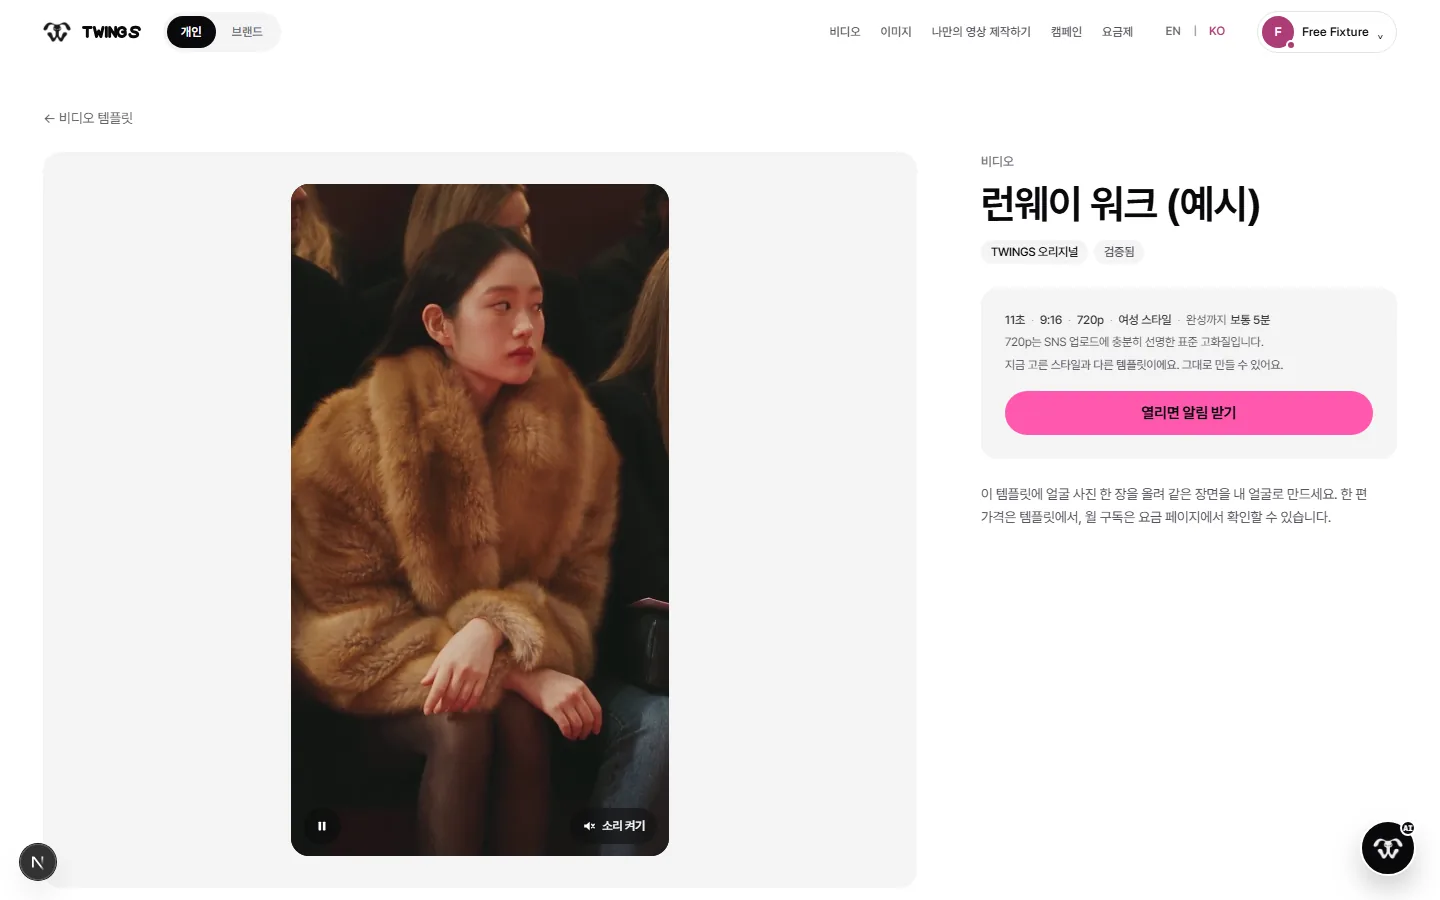 TWINGS
개인
브랜드
비디오
이미지
나만의 영상 제작하기
캠페인
요금제
EN | KO
F
Free Fixture
← 비디오 템플릿
비디오
런웨이 워크 (예시)
TWINGS 오리지널
검증됨
11초 · 9:16 · 720p · 여성 스타일 · 완성까지 보통 5분
720p는 SNS 업로드에 충분히 선명한 표준 고화질입니다.
지금 고른 스타일과 다른 템플릿이에요. 그대로 만들 수 있어요.
열리면 알림 받기
이 템플릿에 얼굴 사진 한 장을 올려 같은 장면을 내 얼굴로 만드세요. 한 편
가격은 템플릿에서, 월 구독은 요금 페이지에서 확인할 수 있습니다.
소리 켜기
N
AI